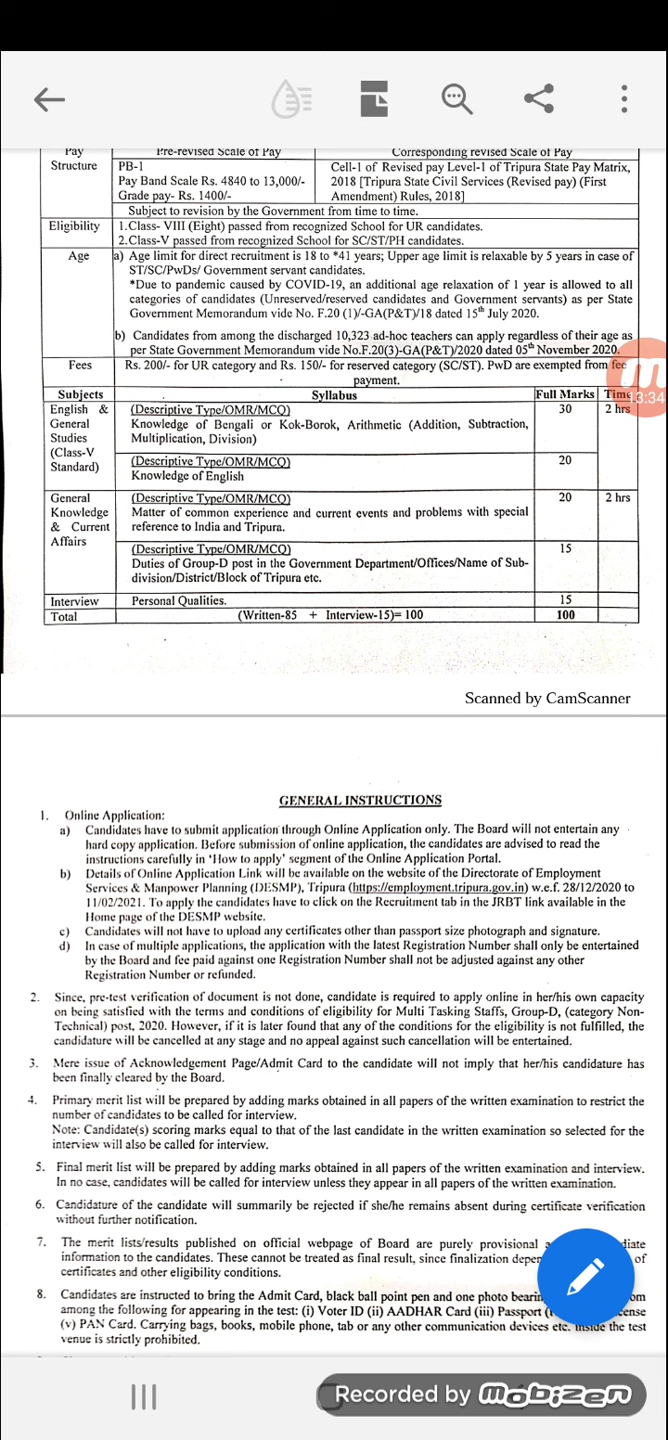 Pay Pre-revised Scale of Pay Corresponding revised Scale of Pay
Structure PB-1 Cell-1 of Revised pay Level-1 of Tripura State Pay Matrix,
Pay Band Scale Rs. 4840 to 13,000/- 2018 [Tripura State Civil Services (Revised pay) (First
Grade pay- Rs. 1400/- Amendment) Rules, 2018]
Subject to revision by the Government from time to time.
Eligibility 1.Class- VIII (Eight) passed from recognized School for UR candidates.
2.Class-V passed from recognized School for SC/ST/PH candidates.
Age a) Age limit for direct recruitment is 18 to *41 years; Upper age limit is relaxable by 5 years in case of
ST/SC/PwDs/ Government servant candidates.
*Due to pandemic caused by COVID-19, an additional age relaxation of 1 year is allowed to all
categories of candidates (Unreserved/reserved candidates and Government servants) as per State
Government Memorandum vide No. F.20 (1)/-GA(P&T)/18 dated 15th July 2020.
b) Candidates from among the discharged 10,323 ad-hoc teachers can apply regardless of their age as
per State Government Memorandum vide No.F.20(3)-GA(P&T)/2020 dated 05th November 2020.
Fees Rs. 200/- for UR category and Rs. 150/- for reserved category (SC/ST). PwD are exempted from fee
payment.
Subjects Syllabus Full Marks Time
13:34
English & (Descriptive Type/OMR/MCQ) 30 2 hrs
General Knowledge of Bengali or Kok-Borok, Arithmetic (Addition, Subtraction,
Studies Multiplication, Division)
(Class-V (Descriptive Type/OMR/MCQ) 20
Standard) Knowledge of English
General (Descriptive Type/OMR/MCQ) 20 2 hrs
Knowledge Matter of common experience and current events and problems with special
& Current reference to India and Tripura.
Affairs (Descriptive Type/OMR/MCQ) 15
Duties of Group-D post in the Government Department/Offices/Name of Sub-
division/District/Block of Tripura etc.
Interview Personal Qualities. 15
Total (Written-85 + Interview-15)= 100 100
Scanned by CamScanner
GENERAL INSTRUCTIONS
1. Online Application:
a) Candidates have to submit application through Online Application only. The Board will not entertain any
hard copy application. Before submission of online application, the candidates are advised to read the
instructions carefully in 'How to apply' segment of the Online Application Portal.
b) Details of Online Application Link will be available on the website of the Directorate of Employment
Services & Manpower Planning (DESMP), Tripura (https://employment.tripura.gov.in) w.e.f. 28/12/2020 to
11/02/2021. To apply the candidates have to click on the Recruitment tab in the JRBT link available in the
Home page of the DESMP website.
c) Candidates will not have to upload any certificates other than passport size photograph and signature.
d) In case of multiple applications, the application with the latest Registration Number shall only be entertained
by the Board and fee paid against one Registration Number shall not be adjusted against any other
Registration Number or refunded.
2. Since, pre-test verification of document is not done, candidate is required to apply online in her/his own capacity
on being satisfied with the terms and conditions of eligibility for Multi Tasking Staffs, Group-D, (category Non-
Technical) post, 2020. However, if it is later found that any of the conditions for the eligibility is not fulfilled, the
candidature will be cancelled at any stage and no appeal against such cancellation will be entertained.
3. Mere issue of Acknowledgement Page/Admit Card to the candidate will not imply that her/his candidature has
been finally cleared by the Board.
4. Primary merit list will be prepared by adding marks obtained in all papers of the written examination to restrict the
number of candidates to be called for interview.
Note: Candidate(s) scoring marks equal to that of the last candidate in the written examination so selected for the
interview will also be called for interview.
5. Final merit list will be prepared by adding marks obtained in all papers of the written examination and interview.
In no case, candidates will be called for interview unless they appear in all papers of the written examination.
6. Candidature of the candidate will summarily be rejected if she/he remains absent during certificate verification
without further notification.
7. The merit lists/results published on official webpage of Board are purely provisional diate
information to the candidates. These cannot be treated as final result, since finalization depen of
certificates and other eligibility conditions.
8. Candidates are instructed to bring the Admit Card, black ball point pen and one photo bearin om
among the following for appearing in the test: (i) Voter ID (ii) AADHAR Card (iii) Passport ense
(v) PAN Card. Carrying bags, books, mobile phone, tab or any other communication devices etc. inside the test
venue is strictly prohibited.
Recorded by mobizen